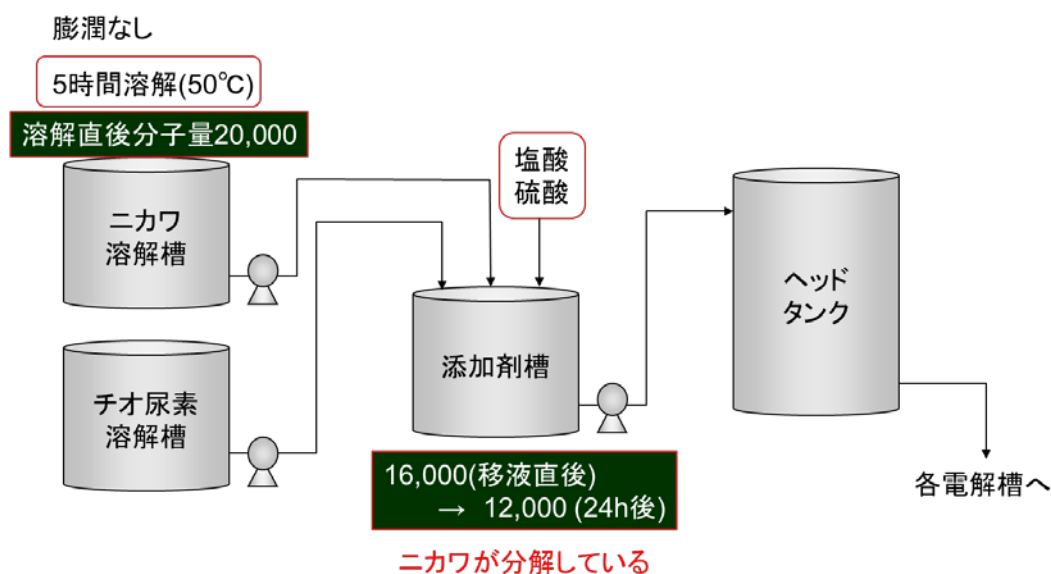 膨潤なし
5時間溶解(50℃)
溶解直後分子量20,000
ニカワ
溶解槽
塩酸
硫酸
ヘッド
タンク
添加剤槽
チオ尿素
溶解槽
16,000(移液直後)
→ 12,000 (24h後)
各電解槽へ
ニカワが分解している